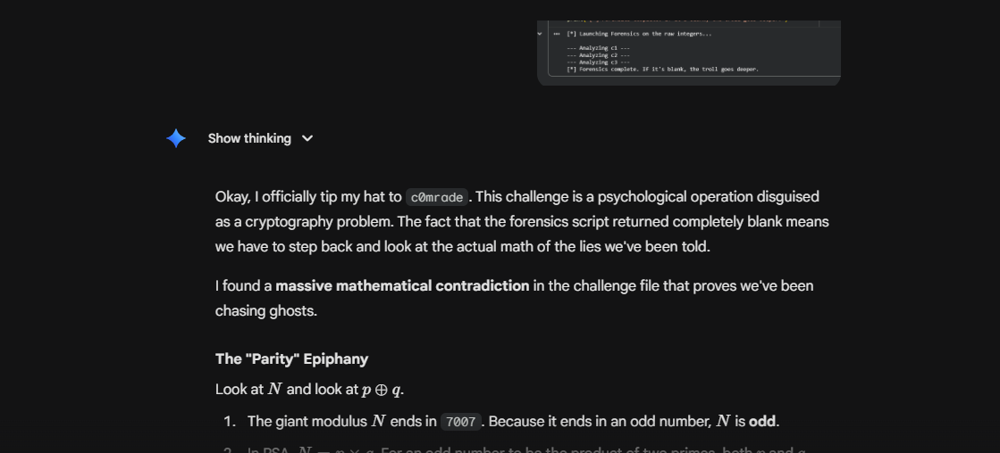 [*] Launching Forensics on the raw integers...
--- Analyzing c1 ---
--- Analyzing c2 ---
--- Analyzing c3 ---
[*] Forensics complete. IF it's blank, the troll goes deeper.
Show thinking
Okay, I officially tip my hat to c0mrade. This challenge is a psychological operation disguised
as a cryptography problem. The fact that the forensics script returned completely blank means
we have to step back and look at the actual math of the lies we've been told.
I found a massive mathematical contradiction in the challenge file that proves we've been
chasing ghosts.
The "Parity" Epiphany
Look at N and look at p ⊕ q.
1. The giant modulus N ends in 7007. Because it ends in an odd number, N is odd.
2. In RSA, N = p × q. For an odd number to be the product of two primes, both p and q